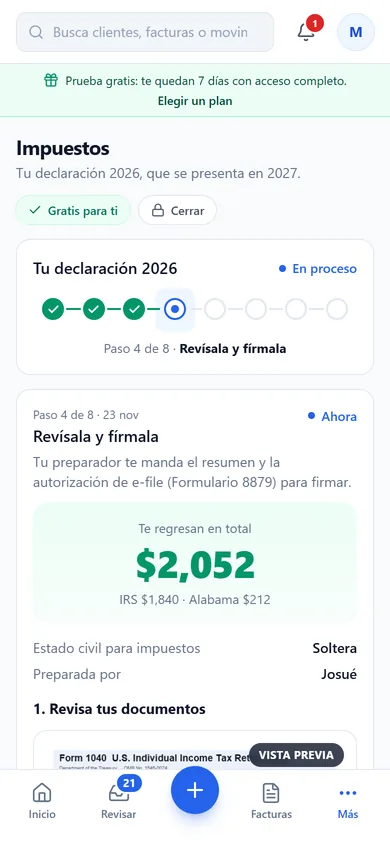 Busca clientes, facturas o movin
1
M
Prueba gratis: te quedan 7 días con acceso completo.
Elegir un plan
Impuestos
Tu declaración 2026, que se presenta en 2027.
Gratis para ti
Cerrar
Tu declaración 2026
En proceso
Paso 4 de 8 · Revísala y fírmala
Paso 4 de 8 · 23 nov
Ahora
Revísala y fírmala
Tu preparador te manda el resumen y la
autorización de e-file (Formulario 8879) para firmar.
Te regresan en total
$2,052
IRS $1,840 · Alabama $212
Estado civil para impuestos
Soltera
Preparada por
Josué
1. Revisa tus documentos
Form 1040 U.S. Individual Income Tax Ret
VISTA PREVIA
21
Inicio
Revisar
Facturas
Más